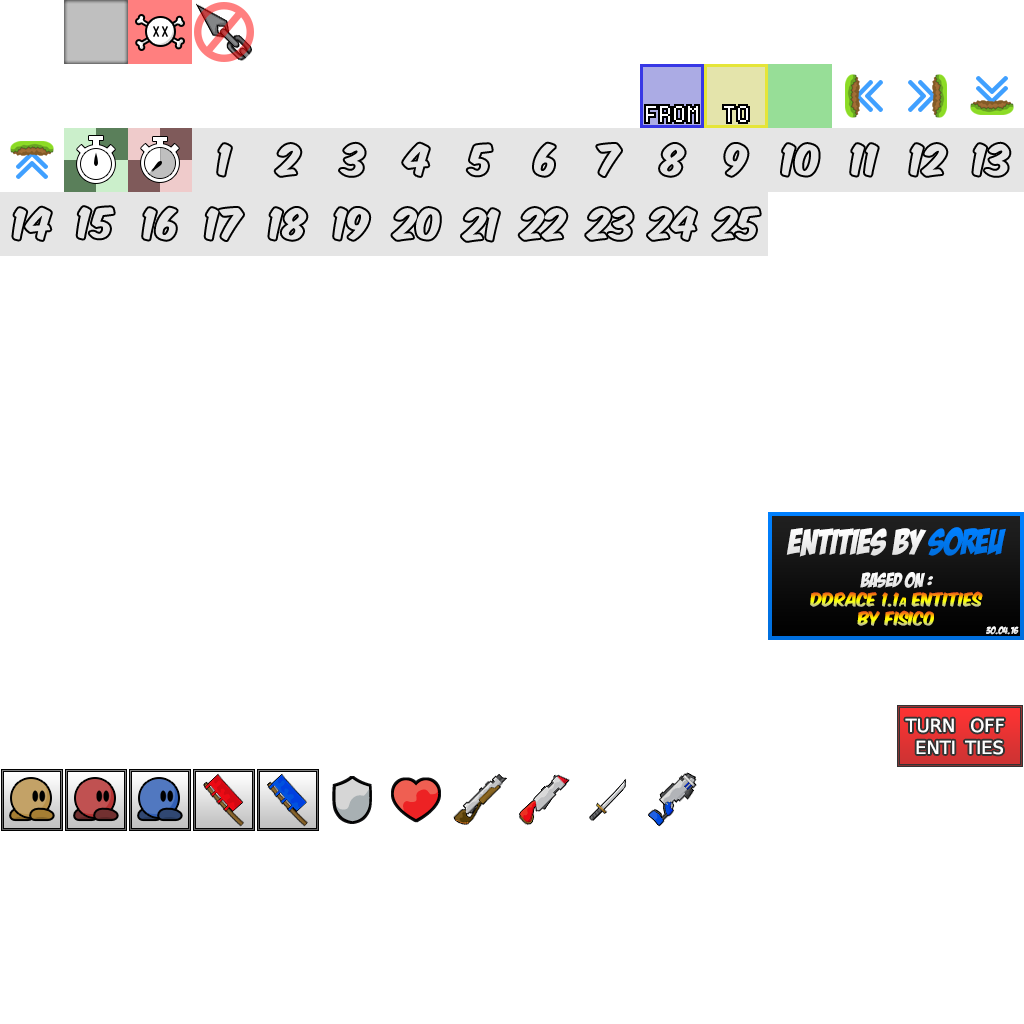 XX
FROM TO
1 2 3 4 5 6 7 8 9 10 11 12 13
14 15 16 17 18 19 20 21 22 23 24 25
ENTITIES BY SOREU
BASED ON :
DDRACE 1.1A ENTITIES
BY FISICO
30.04.16
TURN OFF
ENTI TIES